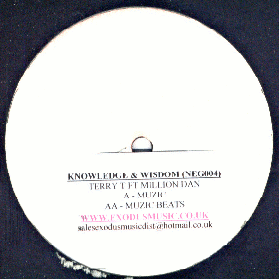 KNOWLEDGE & WISDOM (NEG004)
TERRY T FT MILLION DAN
A - MUZIC
AA - MUZIC BEATS
WWW.EXODUSMUSIC.CO.UK
salesexodusmusicdist@hotmail.co.uk